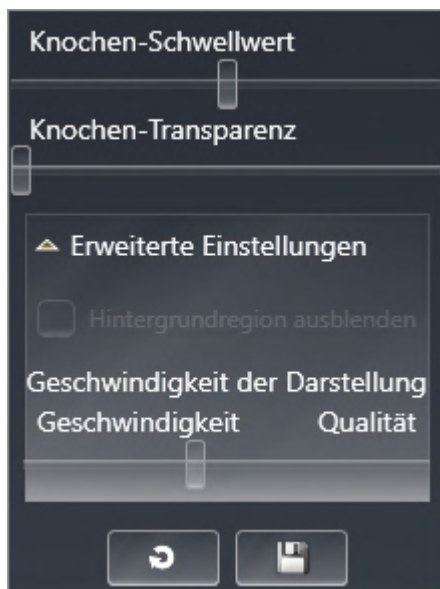 Knochen-Schwellwert
Knochen-Transparenz
Erweiterte Einstellungen
Hintergrundregion ausblenden
Geschwindigkeit der Darstellung
Geschwindigkeit Qualität